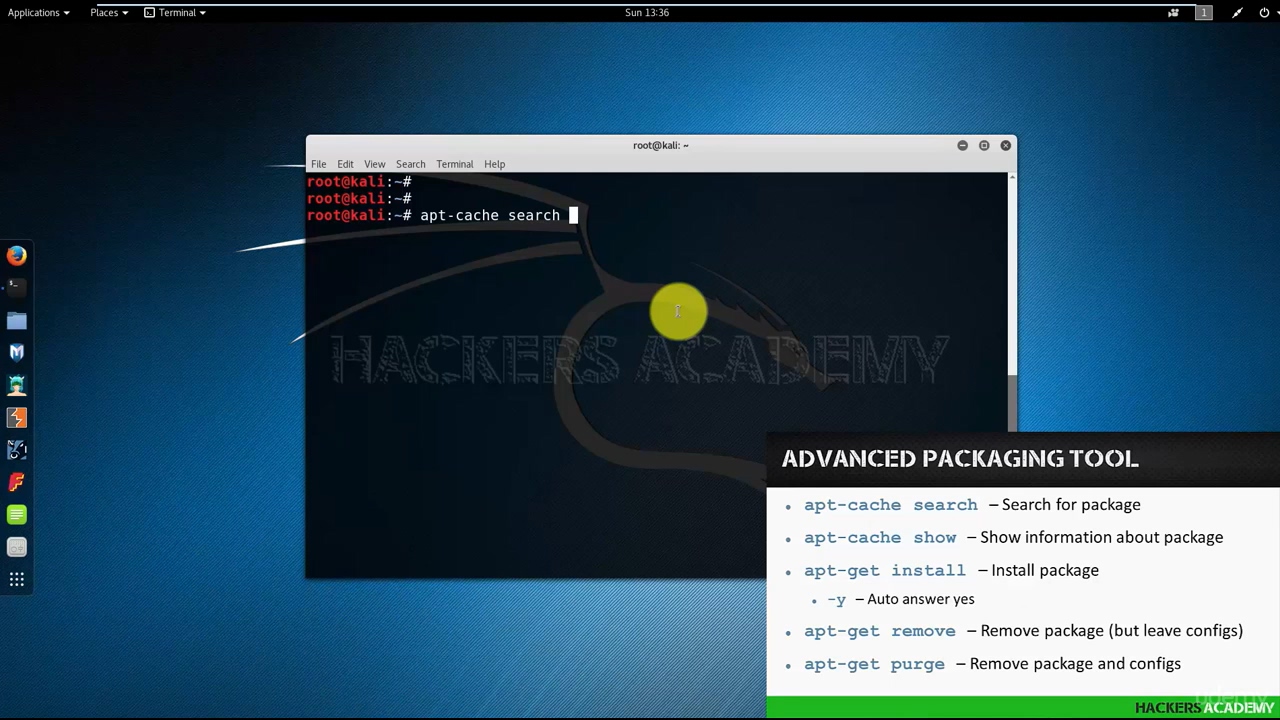 Applications Places Terminal Sun 13:36 1
root@kali: ~
File Edit View Search Terminal Help
root@kali:~#
root@kali:~#
root@kali:~# apt-cache search
HACKERS ACADEMY
ADVANCED PACKAGING TOOL
• apt-cache search – Search for package
• apt-cache show – Show information about package
• apt-get install – Install package
• -y – Auto answer yes
• apt-get remove – Remove package (but leave configs)
• apt-get purge – Remove package and configs
udemy
HACKERS ACADEMY